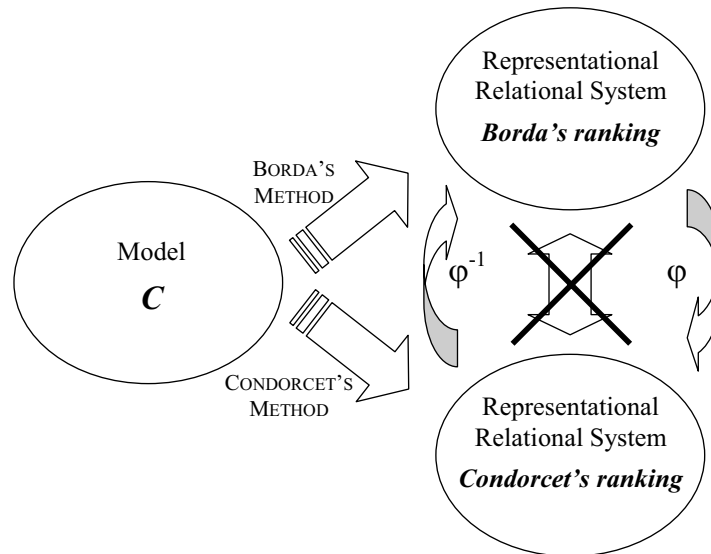 Representational
Relational System
Borda's ranking
BORDA'S
METHOD
Model
C
φ-1
φ
CONDORCET'S
METHOD
Representational
Relational System
Condorcet's ranking